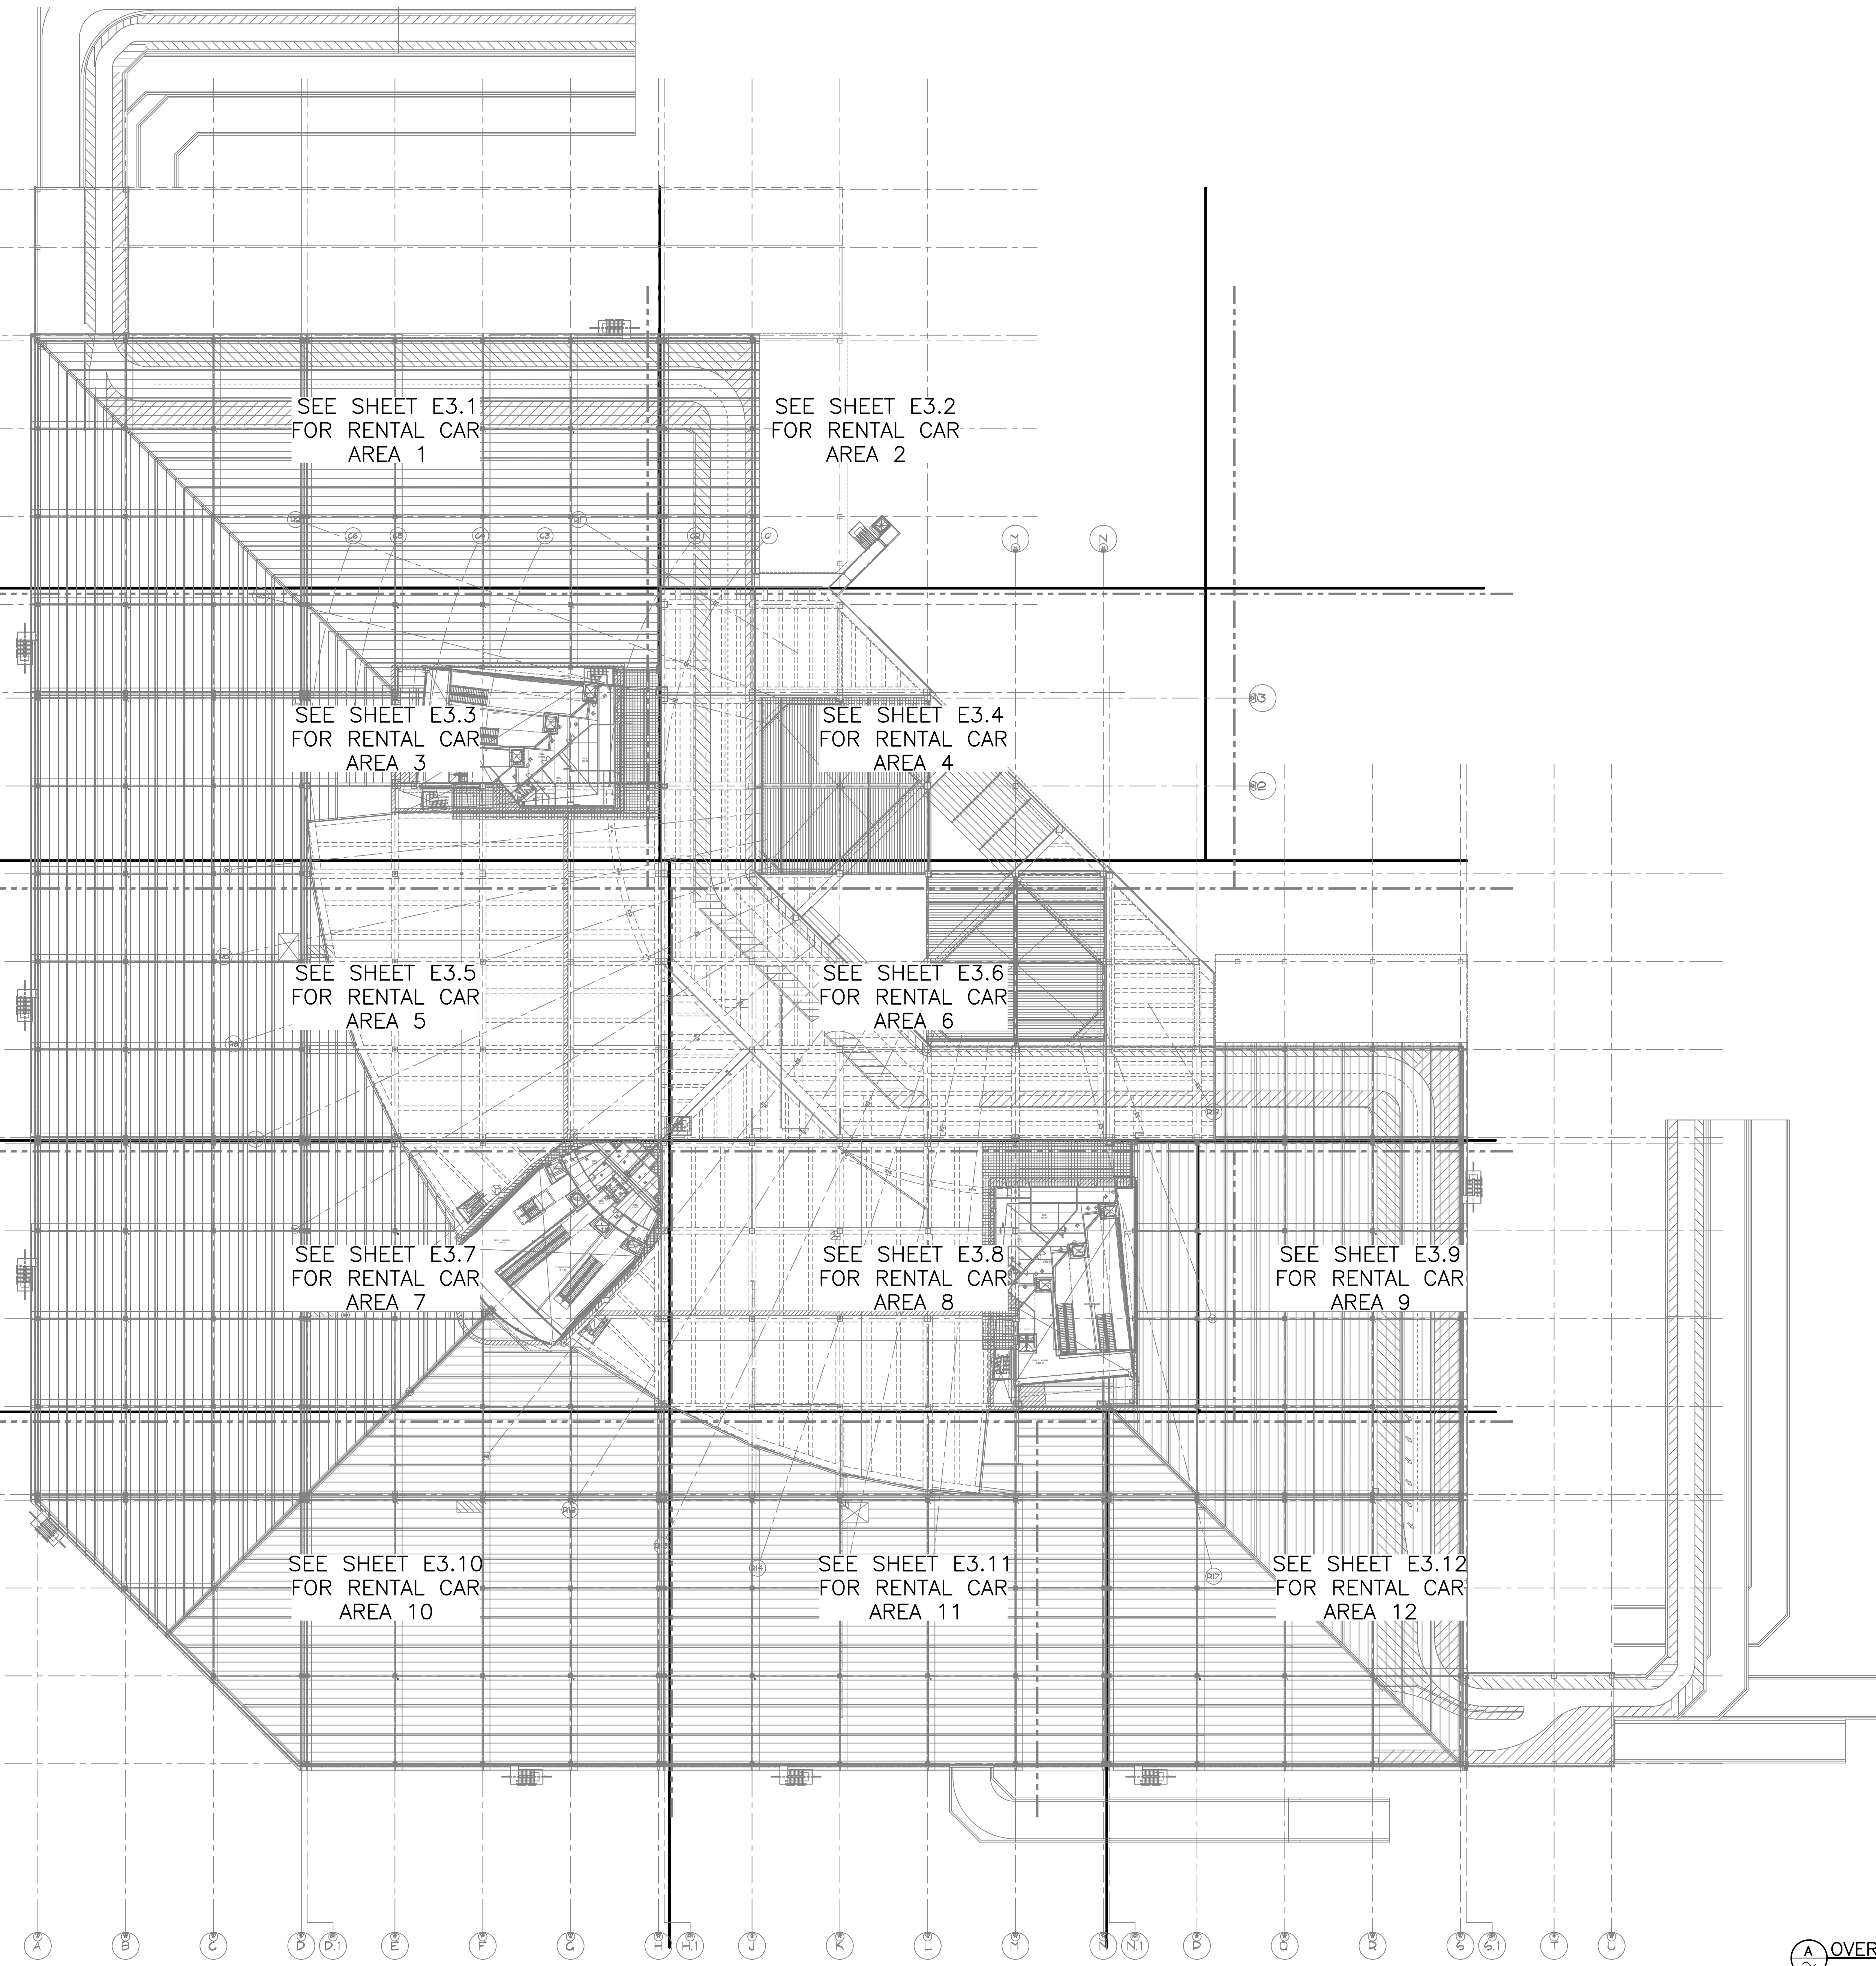 SEE SHEET E3.1
FOR RENTAL CAR
AREA 1
SEE SHEET E3.2
FOR RENTAL CAR
AREA 2
C6
C3
C1
M
N
SEE SHEET E3.3
FOR RENTAL CAR
AREA 3
SEE SHEET E3.4
FOR RENTAL CAR
AREA 4
SEE SHEET E3.5
FOR RENTAL CAR
AREA 5
SEE SHEET E3.6
FOR RENTAL CAR
AREA 6
SEE SHEET E3.7
FOR RENTAL CAR
AREA 7
SEE SHEET E3.8
FOR RENTAL CAR
AREA 8
SEE SHEET E3.9
FOR RENTAL CAR
AREA 9
SEE SHEET E3.10
FOR RENTAL CAR
AREA 10
SEE SHEET E3.11
FOR RENTAL CAR
AREA 11
SEE SHEET E3.12
FOR RENTAL CAR
AREA 12
R14
R17
A B C D D.1 E F G H H.1 J K L M N N.1 P Q R S S.1 T U
A OVER